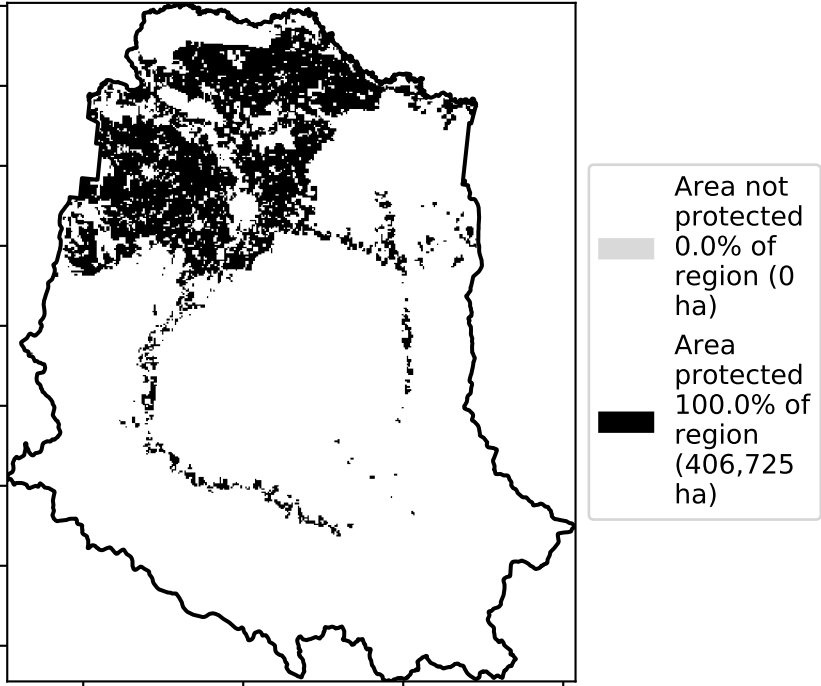 Area not
protected
0.0% of
region (0
ha)
Area
protected
100.0% of
region
(406,725
ha)